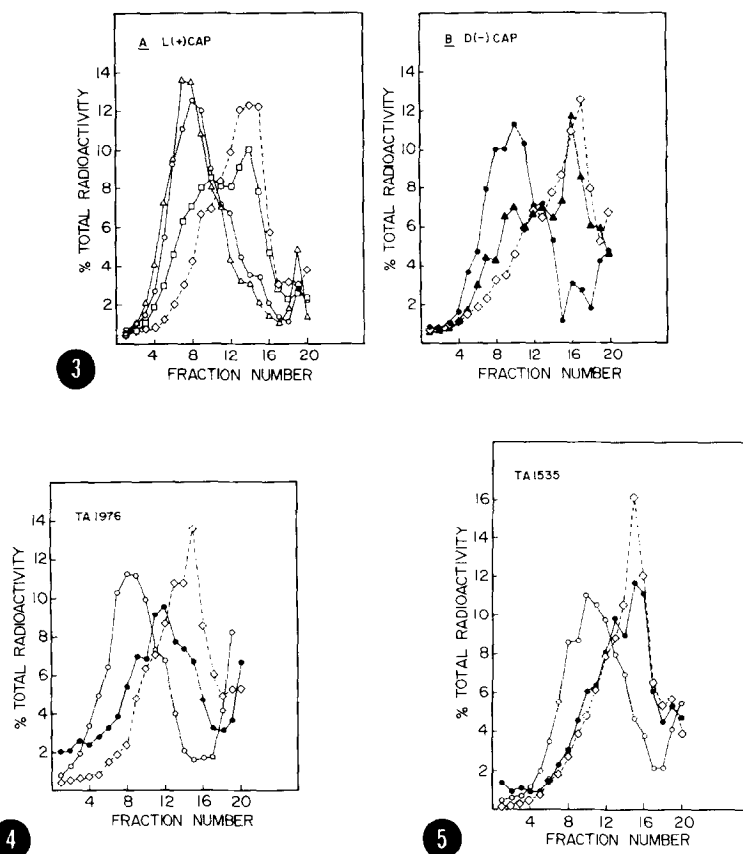 A L(+)CAP
14
12
10
8
6
4
2
% TOTAL RADIOACTIVITY
4 8 12 16 20
FRACTION NUMBER
3
B D(-)CAP
14
12
10
8
6
4
2
% TOTAL RADIOACTIVITY
4 8 12 16 20
FRACTION NUMBER
TA 1976
14
12
10
8
6
4
2
% TOTAL RADIOACTIVITY
4 8 12 16 20
FRACTION NUMBER
4
TA 1535
16
14
12
10
8
6
4
2
% TOTAL RADIOACTIVITY
4 8 12 16 20
FRACTION NUMBER
5